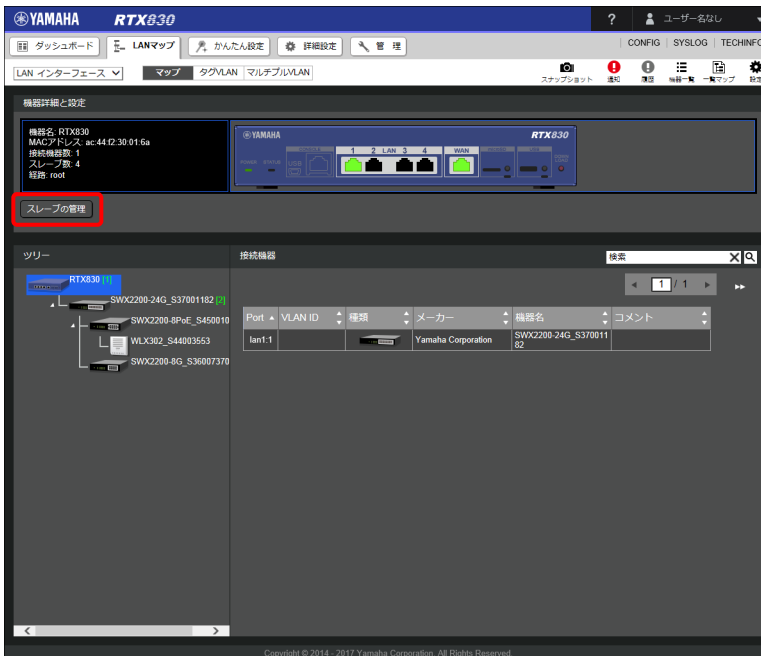 YAMAHA RTX830 ? ユーザーなし
ダッシュボード LANマップ かんたん設定 詳細設定 管 理 CONFIG SYSLOG TECHINFO
LAN インターフェース マップ タグVLAN マルチプルVLAN スナップショット 通知 履歴 機器一覧 一覧マップ 設定
機器詳細と設定
機器名: RTX830
MACアドレス: ac:44:f2:30:01:6a
接続機器数: 1
スレーブ数: 4
経路: root
YAMAHA RTX830
CONSOLE 1 2 LAN 3 4 WAN
POWER STATUS USB
スレーブの管理
ツリー
RTX830 [1]
SWX2200-24G_S37001182 [2]
SWX2200-8PoE_S450010
WLX302_S44003553
SWX2200-8G_S36007370
接続機器 検索
1 / 1
Port VLAN ID 種類 メーカー 機器名 コメント
lan1:1 Yamaha Corporation SWX2200-24G_S370011
82
Copyright © 2014 - 2017 Yamaha Corporation. All Rights Reserved.